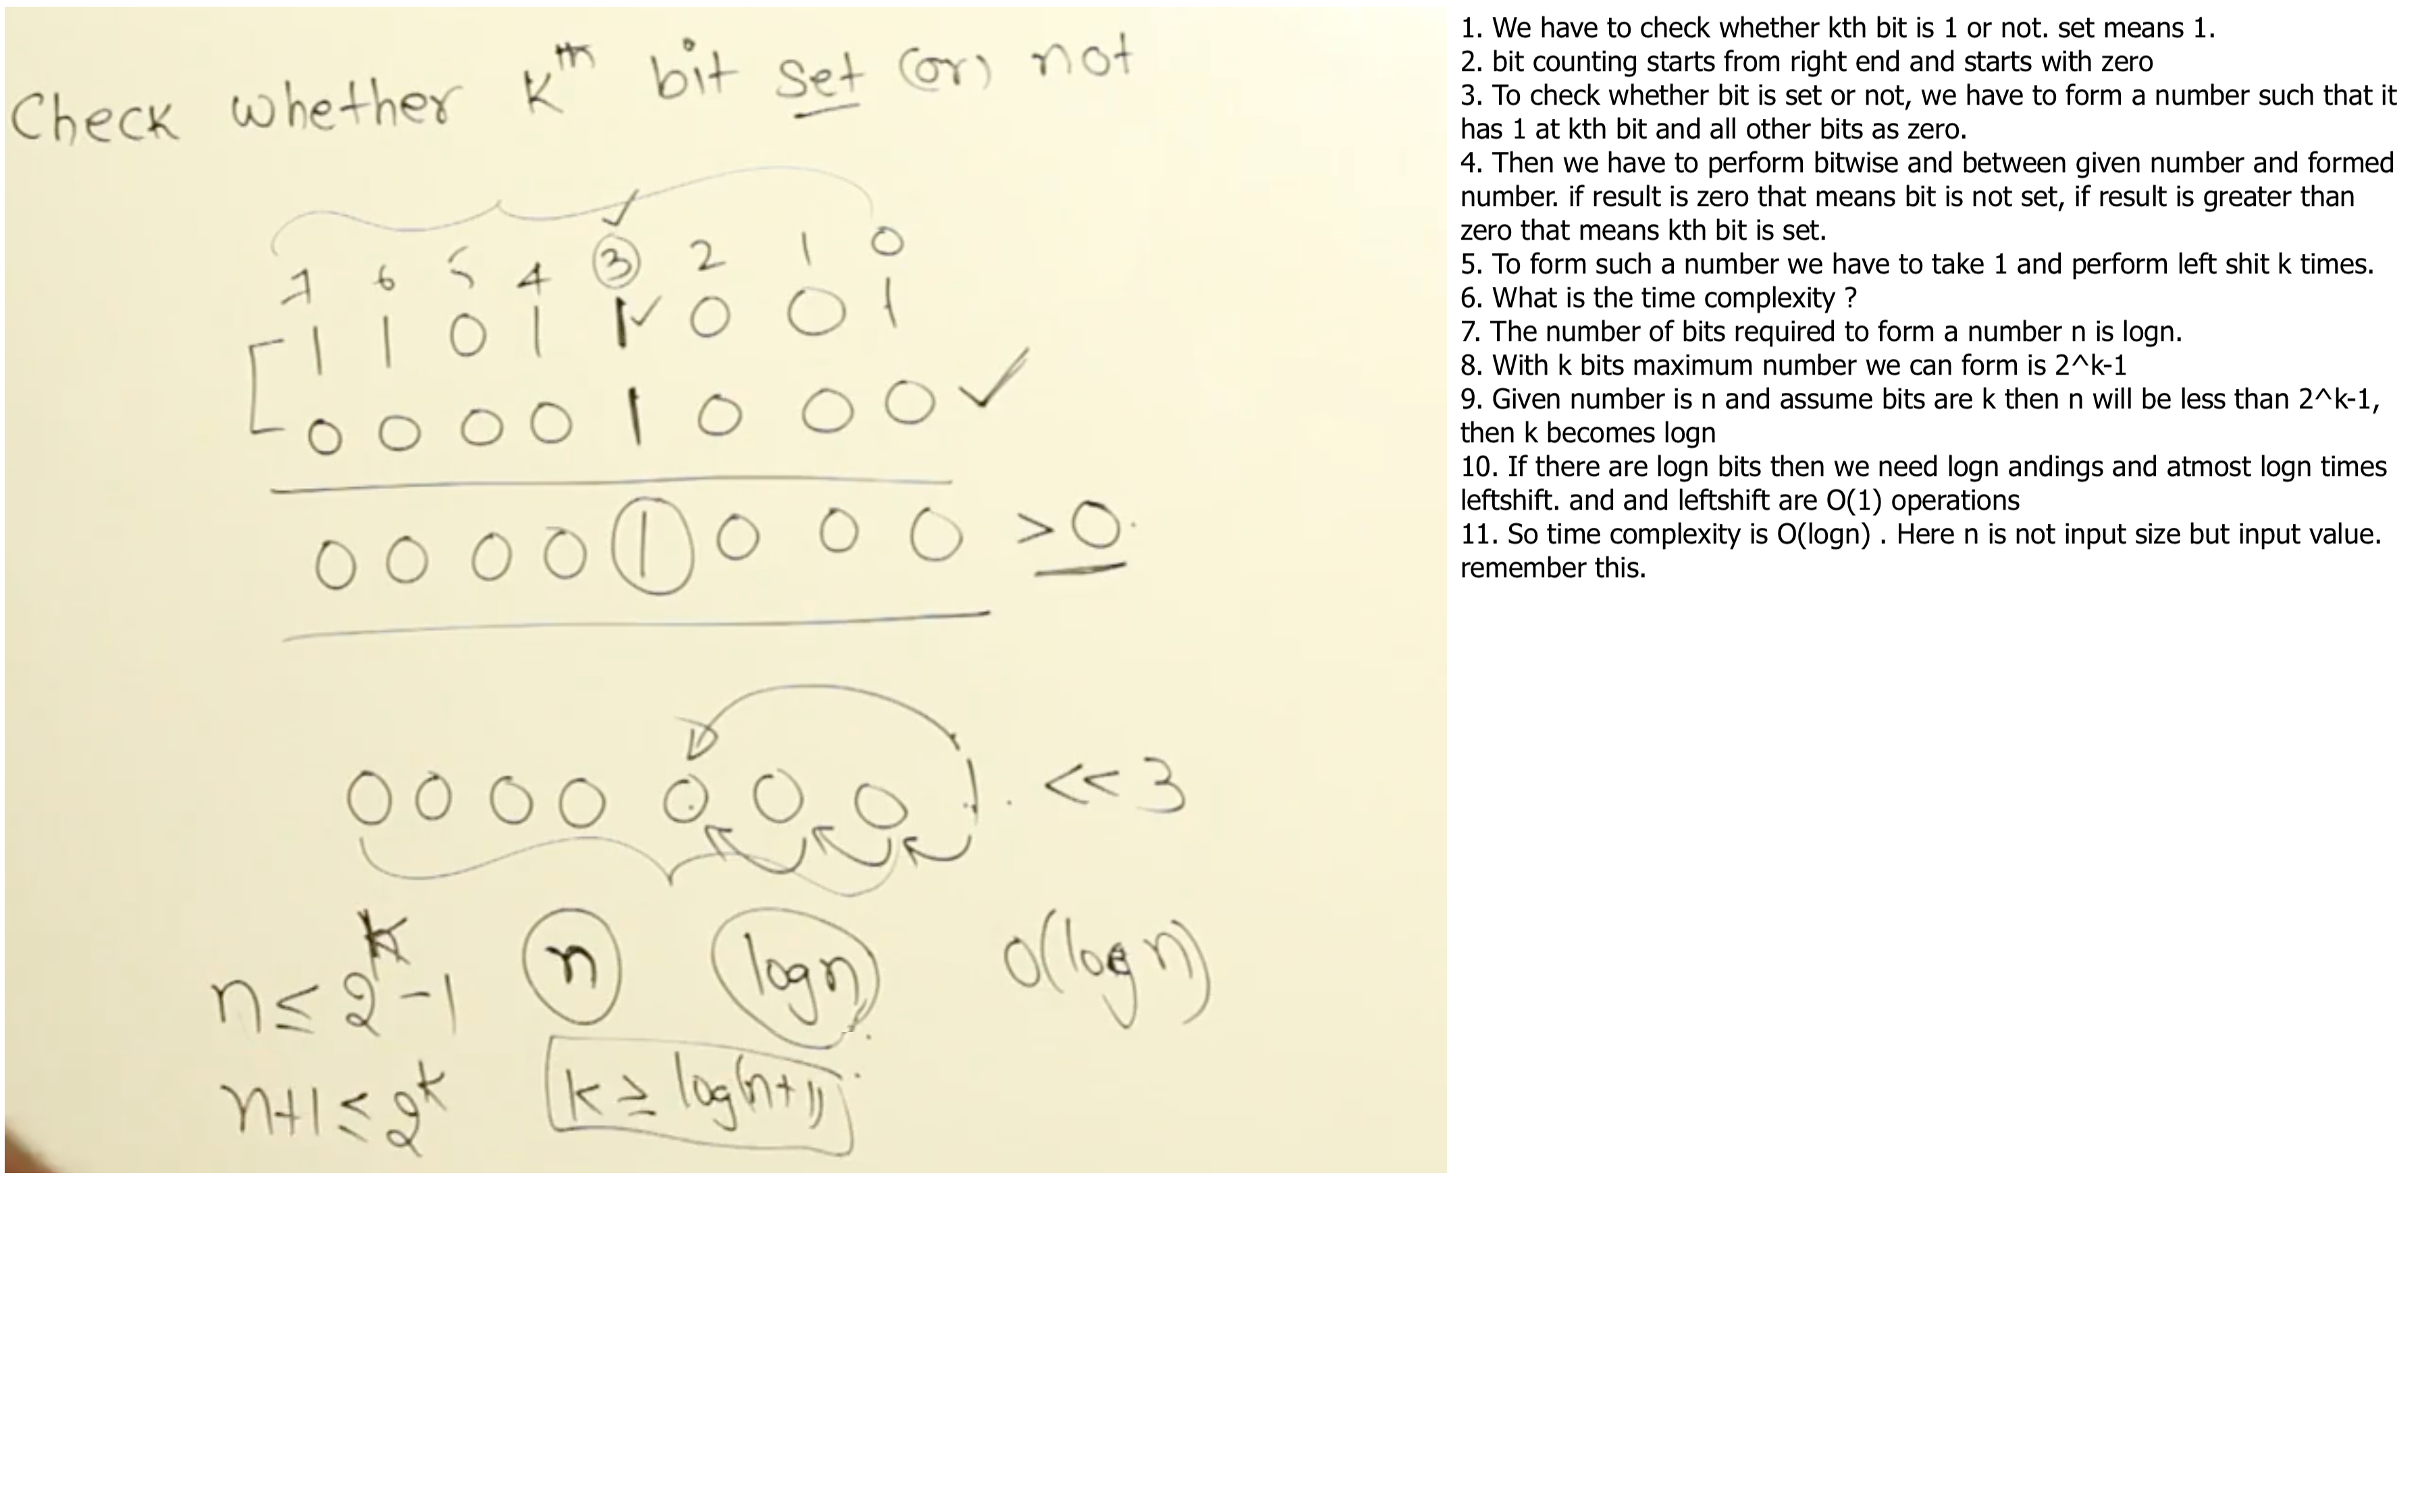 Check whether Kth bit set (or) not
7 6 5 4 3 2 1 0
1 1 0 1 1 0 0 1
0 0 0 0 1 0 0 0
0 0 0 0 1 0 0 0 >0
0 0 0 0 0 0 0 1 <<3
n≤2^k-1 n logn O(log n)
n+1≤2^k k≥log(n+1)
1. We have to check whether kth bit is 1 or not. set means 1.
2. bit counting starts from right end and starts with zero
3. To check whether bit is set or not, we have to form a number such that it
has 1 at kth bit and all other bits as zero.
4. Then we have to perform bitwise and between given number and formed
number. if result is zero that means bit is not set, if result is greater than
zero that means kth bit is set.
5. To form such a number we have to take 1 and perform left shit k times.
6. What is the time complexity ?
7. The number of bits required to form a number n is logn.
8. With k bits maximum number we can form is 2^k-1
9. Given number is n and assume bits are k then n will be less than 2^k-1,
then k becomes logn
10. If there are logn bits then we need logn andings and atmost logn times
leftshift. and and leftshift are O(1) operations
11. So time complexity is O(logn) . Here n is not input size but input value.
remember this.